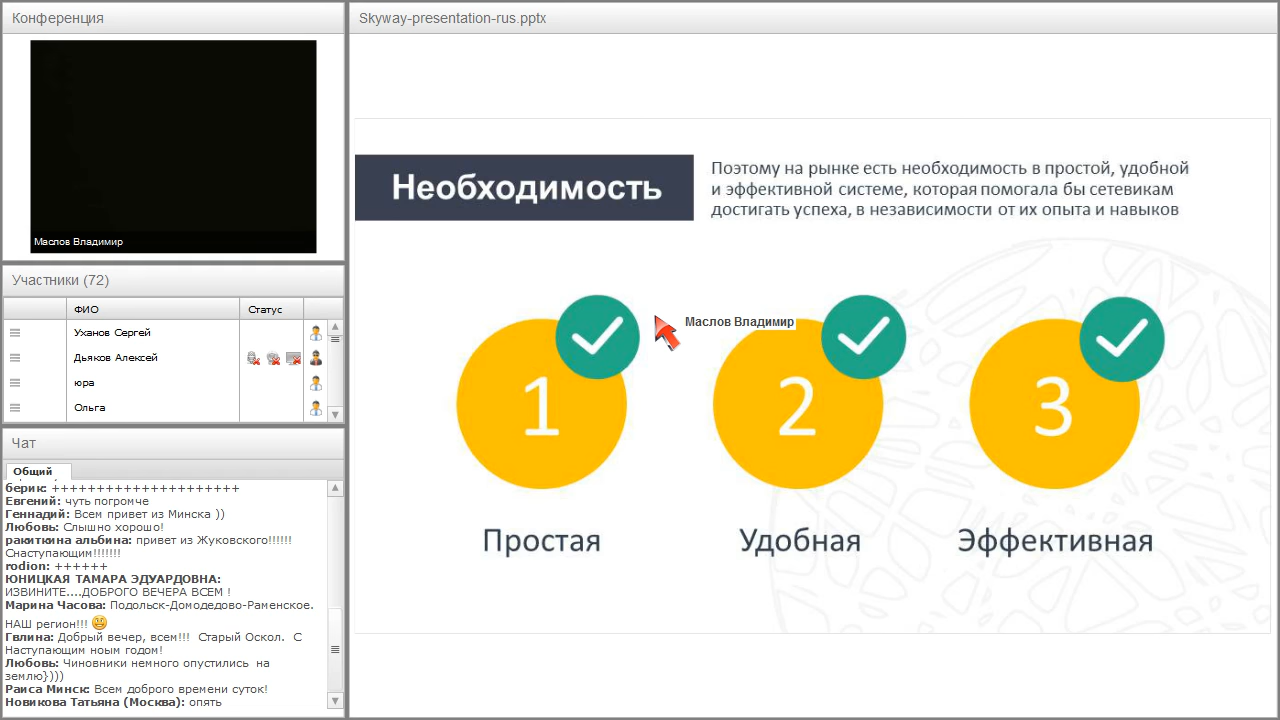 Конференция
Маслов Владимир
Участники (72)
ФИО Статус
Уханов Сергей
Дьяков Алексей
юра
Ольга
Чат
Общий
берик: +++++++++++++++++++++
Евгений: чуть погромче
Геннадий: Всем привет из Минска ))
Любовь: Слышно хорошо!
ракиткина альбина: привет из Жуковского!!!!!!
Снаступающим!!!!!!!
rodion: ++++++
ЮНИЦКАЯ ТАМАРА ЭДУАРДОВНА:
ИЗВИНИТЕ....ДОБРОГО ВЕЧЕРА ВСЕМ !
Марина Часова: Подольск-Домодедово-Раменское.
НАШ регион!!!
Гвлина: Добрый вечер, всем!!! Старый Оскол. С
Наступающим ноым годом!
Любовь: Чиновники немного опустились на
землю}))))
Раиса Минск: Всем доброго времени суток!
Новикова Татьяна (Москва): опять
Skyway-presentation-rus.pptx
Необходимость
Поэтому на рынке есть необходимость в простой, удобной
и эффективной системе, которая помогала бы сетевикам
достигать успеха, в независимости от их опыта и навыков
Маслов Владимир
1 2 3
Простая Удобная Эффективная